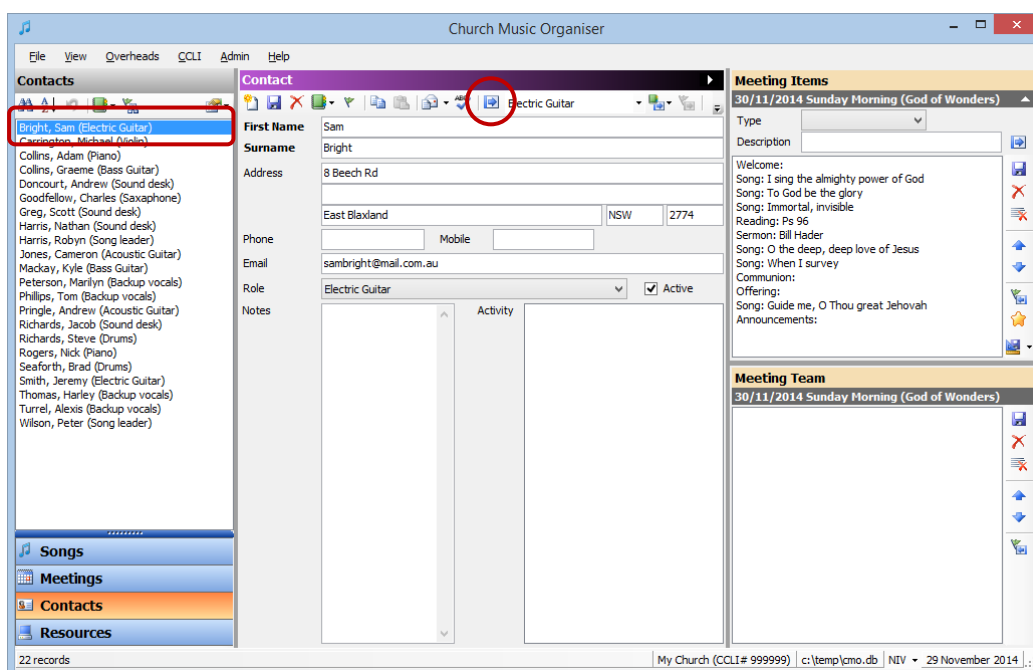 Church Music Organiser
File View Overheads CCLI Admin Help
Contacts
Bright, Sam (Electric Guitar)
Carrington, Michael (Violin)
Collins, Adam (Piano)
Collins, Graeme (Bass Guitar)
Doncourt, Andrew (Sound desk)
Goodfellow, Charles (Saxaphone)
Greg, Scott (Sound desk)
Harris, Nathan (Sound desk)
Harris, Robyn (Song leader)
Jones, Cameron (Acoustic Guitar)
Mackay, Kyle (Bass Guitar)
Peterson, Marilyn (Backup vocals)
Phillips, Tom (Backup vocals)
Pringle, Andrew (Acoustic Guitar)
Richards, Jacob (Sound desk)
Richards, Steve (Drums)
Rogers, Nick (Piano)
Seaforth, Brad (Drums)
Smith, Jeremy (Electric Guitar)
Thomas, Harley (Backup vocals)
Turrel, Alexis (Backup vocals)
Wilson, Peter (Song leader)
Songs
Meetings
Contacts
Resources
Contact
Electric Guitar
First Name Sam
Surname Bright
Address 8 Beech Rd
East Blaxland NSW 2774
Phone Mobile
Email sambright@mail.com.au
Role Electric Guitar Active
Notes Activity
Meeting Items
30/11/2014 Sunday Morning (God of Wonders)
Type
Description
Welcome:
Song: I sing the almighty power of God
Song: To God be the glory
Song: Immortal, invisible
Reading: Ps 96
Sermon: Bill Hader
Song: O the deep, deep love of Jesus
Song: When I survey
Communion:
Offering:
Song: Guide me, O Thou great Jehovah
Announcements:
Meeting Team
30/11/2014 Sunday Morning (God of Wonders)
22 records My Church (CCLI# 999999) c:\temp\cmo.db NIV 29 November 2014